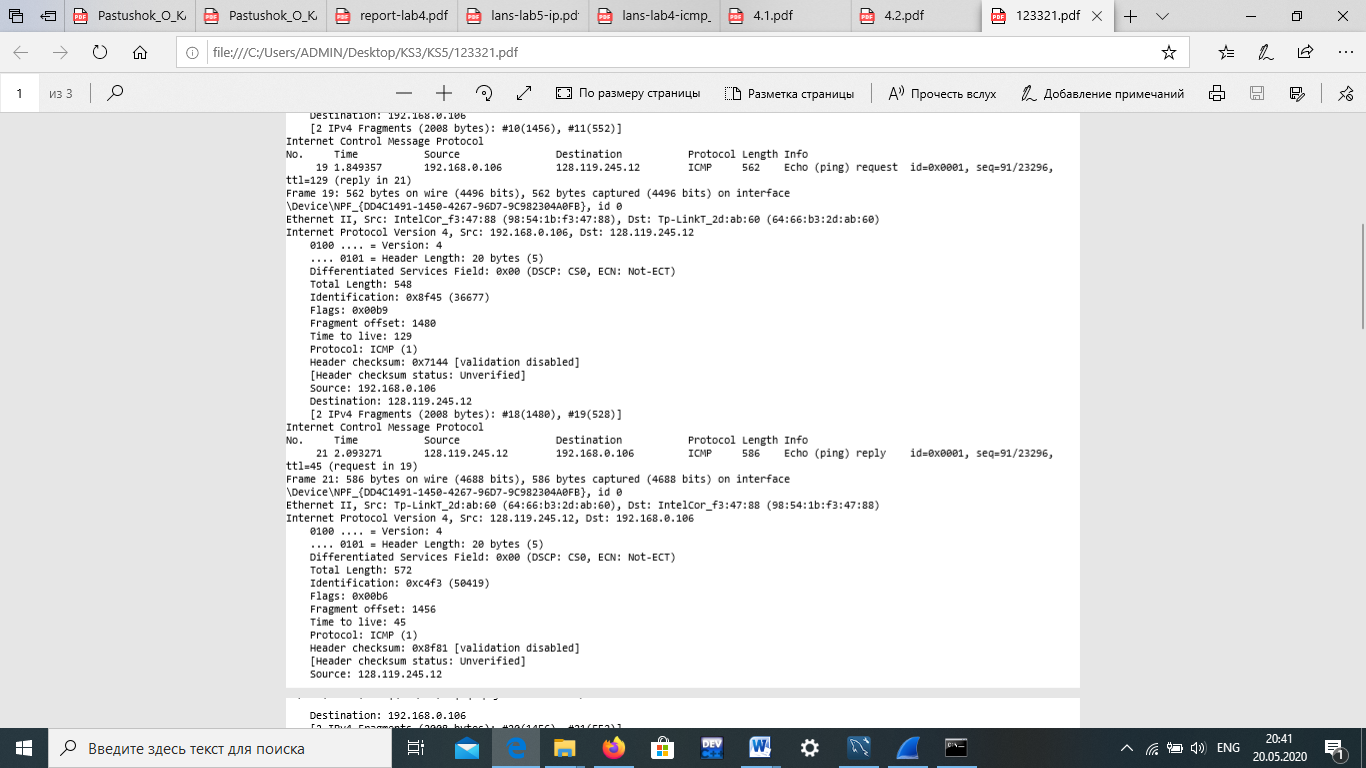 Pastushok_O_K
Pastushok_O_K
report-lab4.pdf
lans-lab5-ip.pd
lans-lab4-icmp_
4.1.pdf
4.2.pdf
123321.pdf
file:///C:/Users/ADMIN/Desktop/KS3/KS5/123321.pdf
1 из 3
По размеру страницы
Разметка страницы
Прочесть вслух
Добавление примечаний
Destination: 192.168.0.106
[2 IPv4 Fragments (2008 bytes): #10(1456), #11(552)]
Internet Control Message Protocol
No. Time Source Destination Protocol Length Info
19 1.849357 192.168.0.106 128.119.245.12 ICMP 562 Echo (ping) request id=0x0001, seq=91/23296,
ttl=129 (reply in 21)
Frame 19: 562 bytes on wire (4496 bits), 562 bytes captured (4496 bits) on interface
\Device\NPF_{DD4C1491-1450-4267-96D7-9C982304A0FB}, id 0
Ethernet II, Src: IntelCor_f3:47:88 (98:54:1b:f3:47:88), Dst: Tp-LinkT_2d:ab:60 (64:66:b3:2d:ab:60)
Internet Protocol Version 4, Src: 192.168.0.106, Dst: 128.119.245.12
0100 .... = Version: 4
.... 0101 = Header Length: 20 bytes (5)
Differentiated Services Field: 0x00 (DSCP: CS0, ECN: Not-ECT)
Total Length: 548
Identification: 0x8f45 (36677)
Flags: 0x00b9
Fragment offset: 1480
Time to live: 129
Protocol: ICMP (1)
Header checksum: 0x7144 [validation disabled]
[Header checksum status: Unverified]
Source: 192.168.0.106
Destination: 128.119.245.12
[2 IPv4 Fragments (2008 bytes): #18(1480), #19(528)]
Internet Control Message Protocol
No. Time Source Destination Protocol Length Info
21 2.093271 128.119.245.12 192.168.0.106 ICMP 586 Echo (ping) reply id=0x0001, seq=91/23296,
ttl=45 (request in 19)
Frame 21: 586 bytes on wire (4688 bits), 586 bytes captured (4688 bits) on interface
\Device\NPF_{DD4C1491-1450-4267-96D7-9C982304A0FB}, id 0
Ethernet II, Src: Tp-LinkT_2d:ab:60 (64:66:b3:2d:ab:60), Dst: IntelCor_f3:47:88 (98:54:1b:f3:47:88)
Internet Protocol Version 4, Src: 128.119.245.12, Dst: 192.168.0.106
0100 .... = Version: 4
.... 0101 = Header Length: 20 bytes (5)
Differentiated Services Field: 0x00 (DSCP: CS0, ECN: Not-ECT)
Total Length: 572
Identification: 0xc4f3 (50419)
Flags: 0x00b6
Fragment offset: 1456
Time to live: 45
Protocol: ICMP (1)
Header checksum: 0x8f81 [validation disabled]
[Header checksum status: Unverified]
Source: 128.119.245.12
Destination: 192.168.0.106
[2 IPv4 Fragments (2008 bytes): #20(1456), #21(552)]
Введите здесь текст для поиска
DEV
ENG
20:41
20.05.2020
1